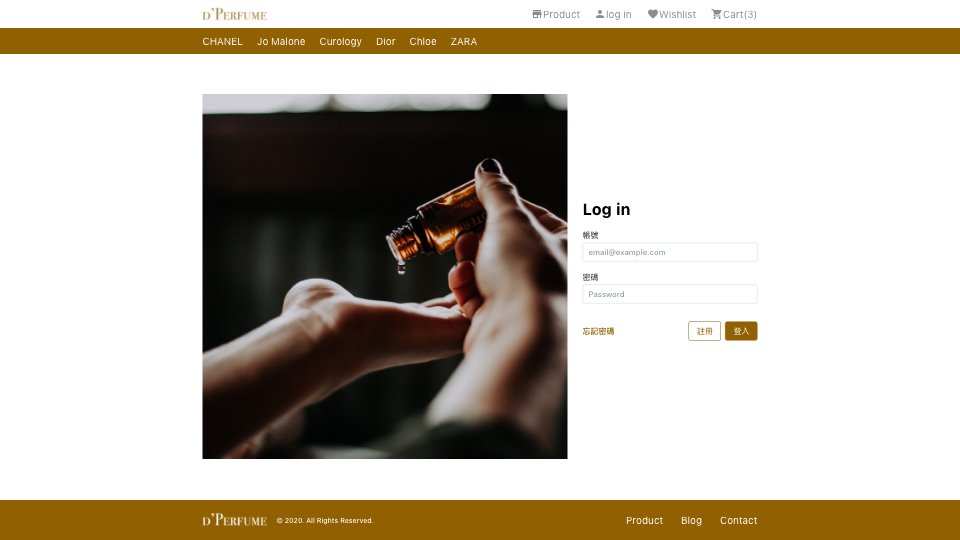 D'PERFUME
Product log in Wishlist Cart(3)
CHANEL Jo Malone Curology Dior Chloe ZARA
Log in
帳號
email@example.com
密碼
Password
忘記密碼 註冊 登入
D'PERFUME © 2020. All Rights Reserved. Product Blog Contact